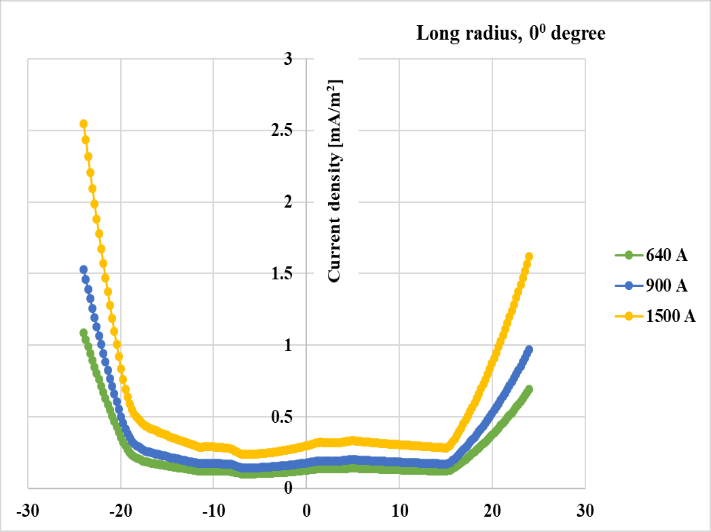 Long radius, 0⁰ degree
3
2.5
2
1.5
1
0.5
0
Current density [mA/m²]
-30
-20
-10
0
10
20
30
640 A
900 A
1500 A